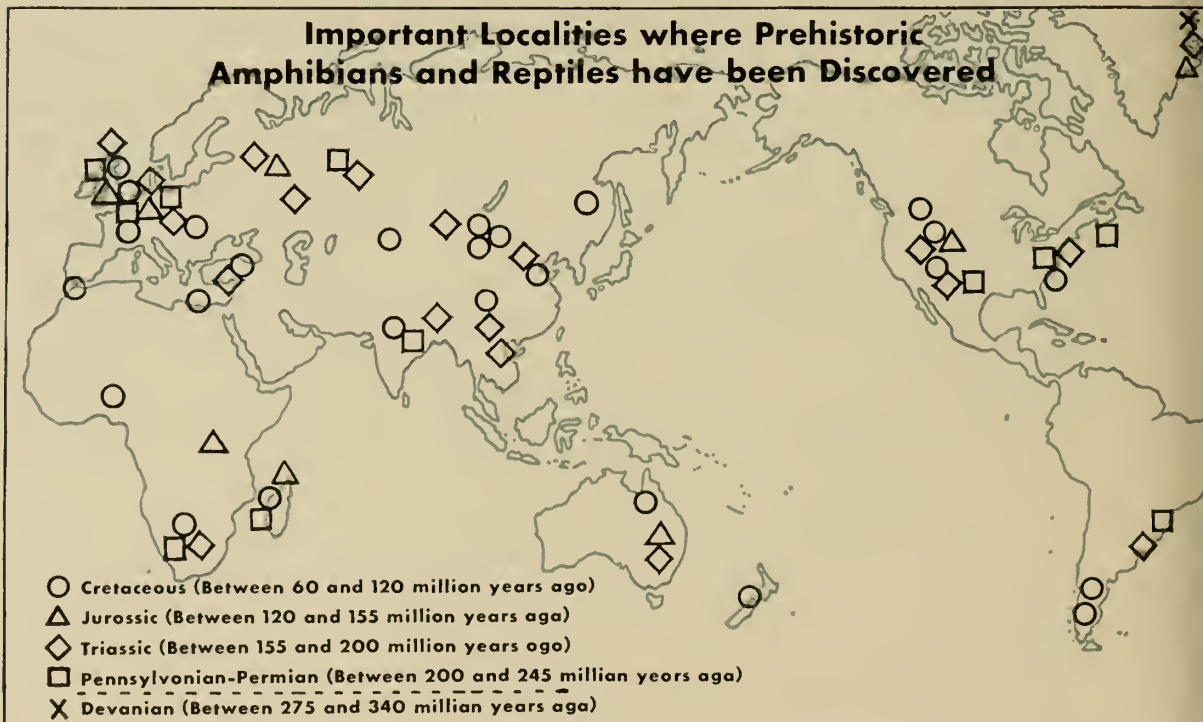 Important Localities where Prehistoric
Amphibians and Reptiles have been Discovered
Cretaceous (Between 60 and 120 million years ago)
Jurossic (Between 120 and 155 million years aga)
Triassic (Between 155 and 200 million years ogo)
Pennsylvonian-Permian (Between 200 and 245 millian years aga)
Devanian (Between 275 and 340 millian years aga)